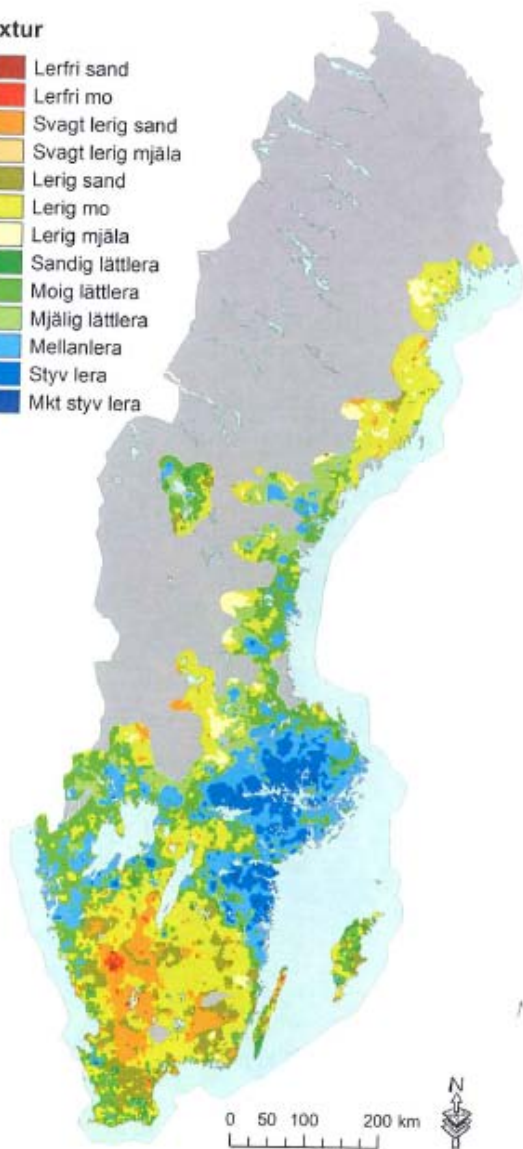 xtur
Lerfri sand
Lerfri mo
Svagt lerig sand
Svagt lerig mjäla
Lerig sand
Lerig mo
Lerig mjäla
Sandig lättlera
Moig lättlera
Mjälig lättlera
Mellanlera
Styv lera
Mkt styv lera
N
0 50 100 200 km